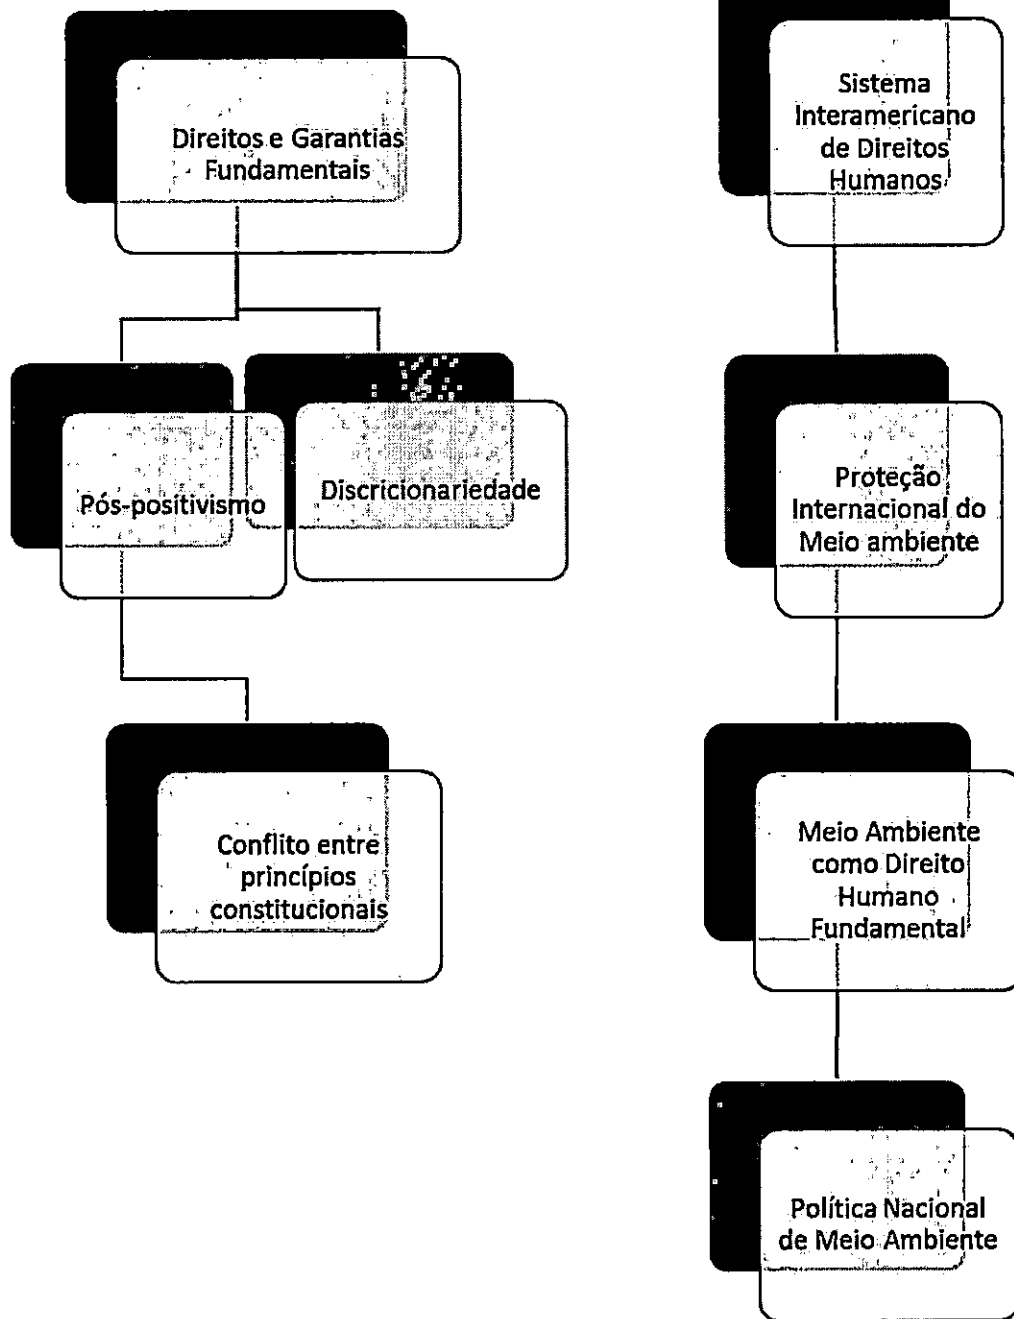 Direitos e Garantias
Fundamentais
Pós-positivismo
Discricionariedade
Conflito entre
princípios
constitucionais
Sistema
Interamericano
de Direitos
Humanos
Proteção
Internacional do
Meio ambiente
Meio Ambiente
como Direito
Humano
Fundamental
Política Nacional
de Meio Ambiente